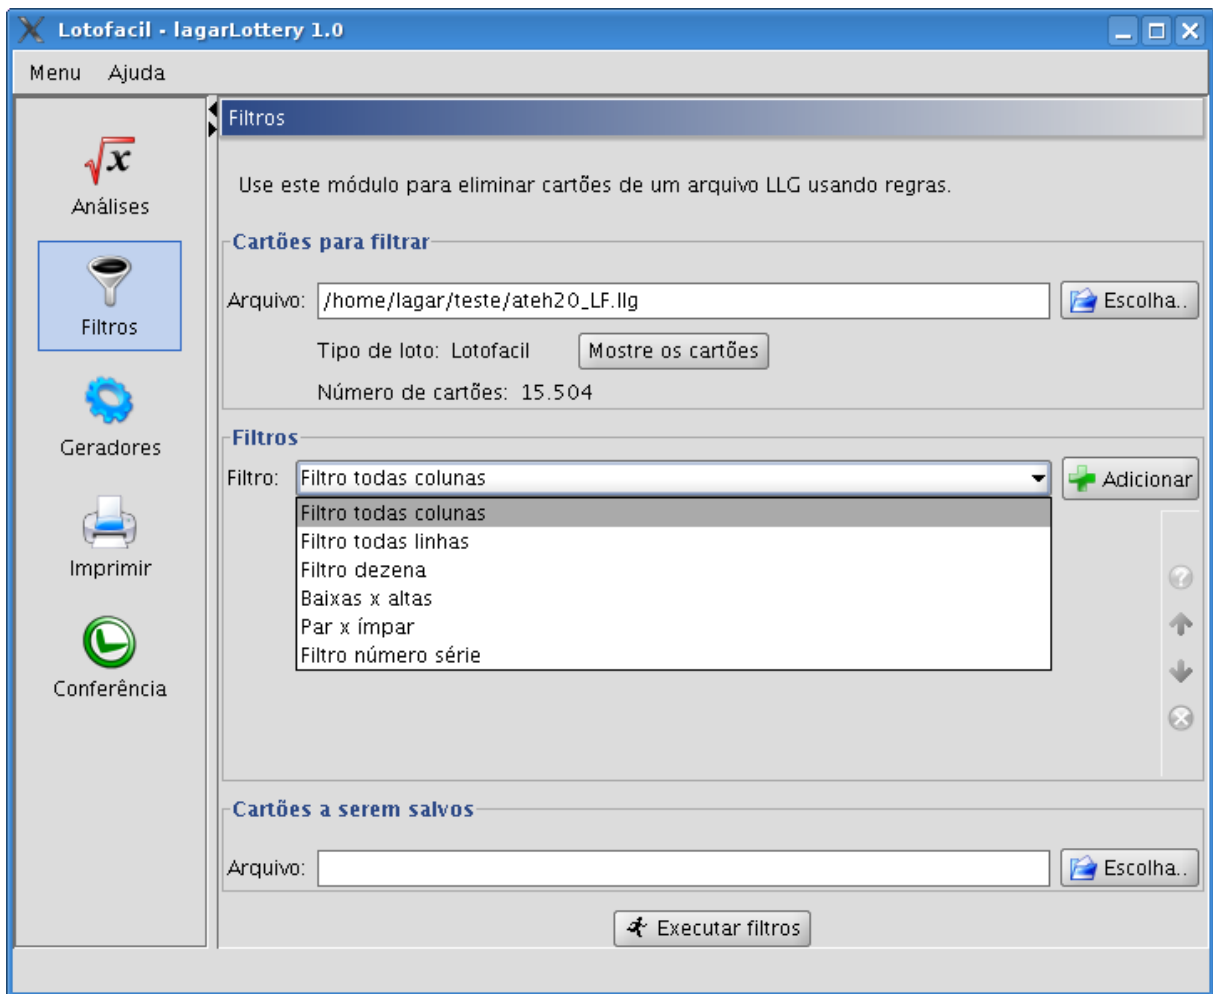 Lotofacil - lagarLottery 1.0
Menu Ajuda
Análises
Filtros
Geradores
Imprimir
Conferência
Filtros
Use este módulo para eliminar cartões de um arquivo LLG usando regras.
Cartões para filtrar
Arquivo: /home/lagar/teste/ateh20_LF.llg Escolha..
Tipo de loto: Lotofacil Mostre os cartões
Número de cartões: 15.504
Filtros
Filtro: Filtro todas colunas Adicionar
Filtro todas colunas
Filtro todas linhas
Filtro dezena
Baixas x altas
Par x ímpar
Filtro número série
Cartões a serem salvos
Arquivo: Escolha..
Executar filtros